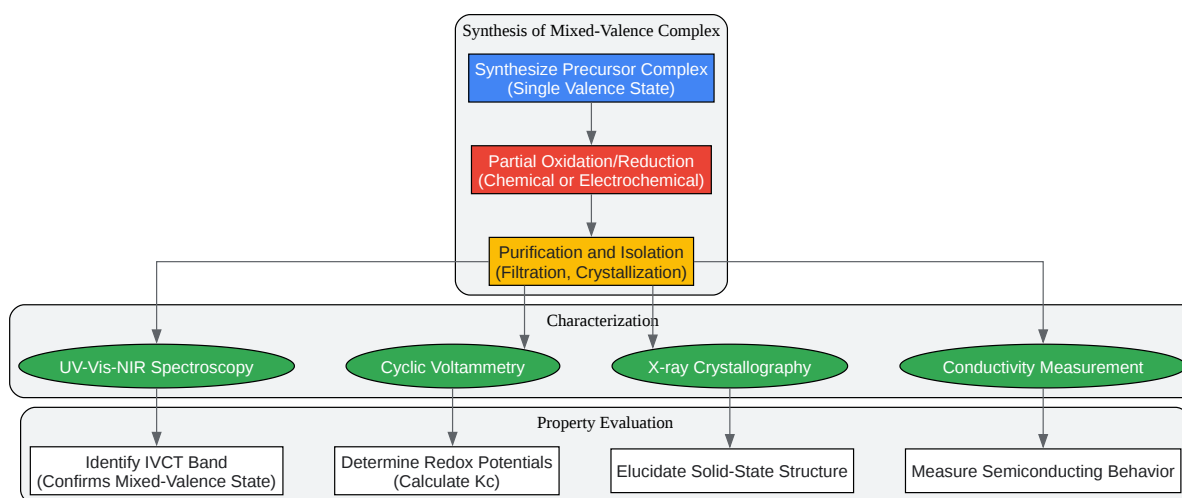 Synthesis of Mixed-Valence Complex
Synthesize Precursor Complex
(Single Valence State)
Partial Oxidation/Reduction
(Chemical or Electrochemical)
Purification and Isolation
(Filtration, Crystallization)
Characterization
UV-Vis-NIR Spectroscopy
Cyclic Voltammetry
X-ray Crystallography
Conductivity Measurement
Property Evaluation
Identify IVCT Band
(Confirms Mixed-Valence State)
Determine Redox Potentials
(Calculate Kc)
Elucidate Solid-State Structure
Measure Semiconducting Behavior